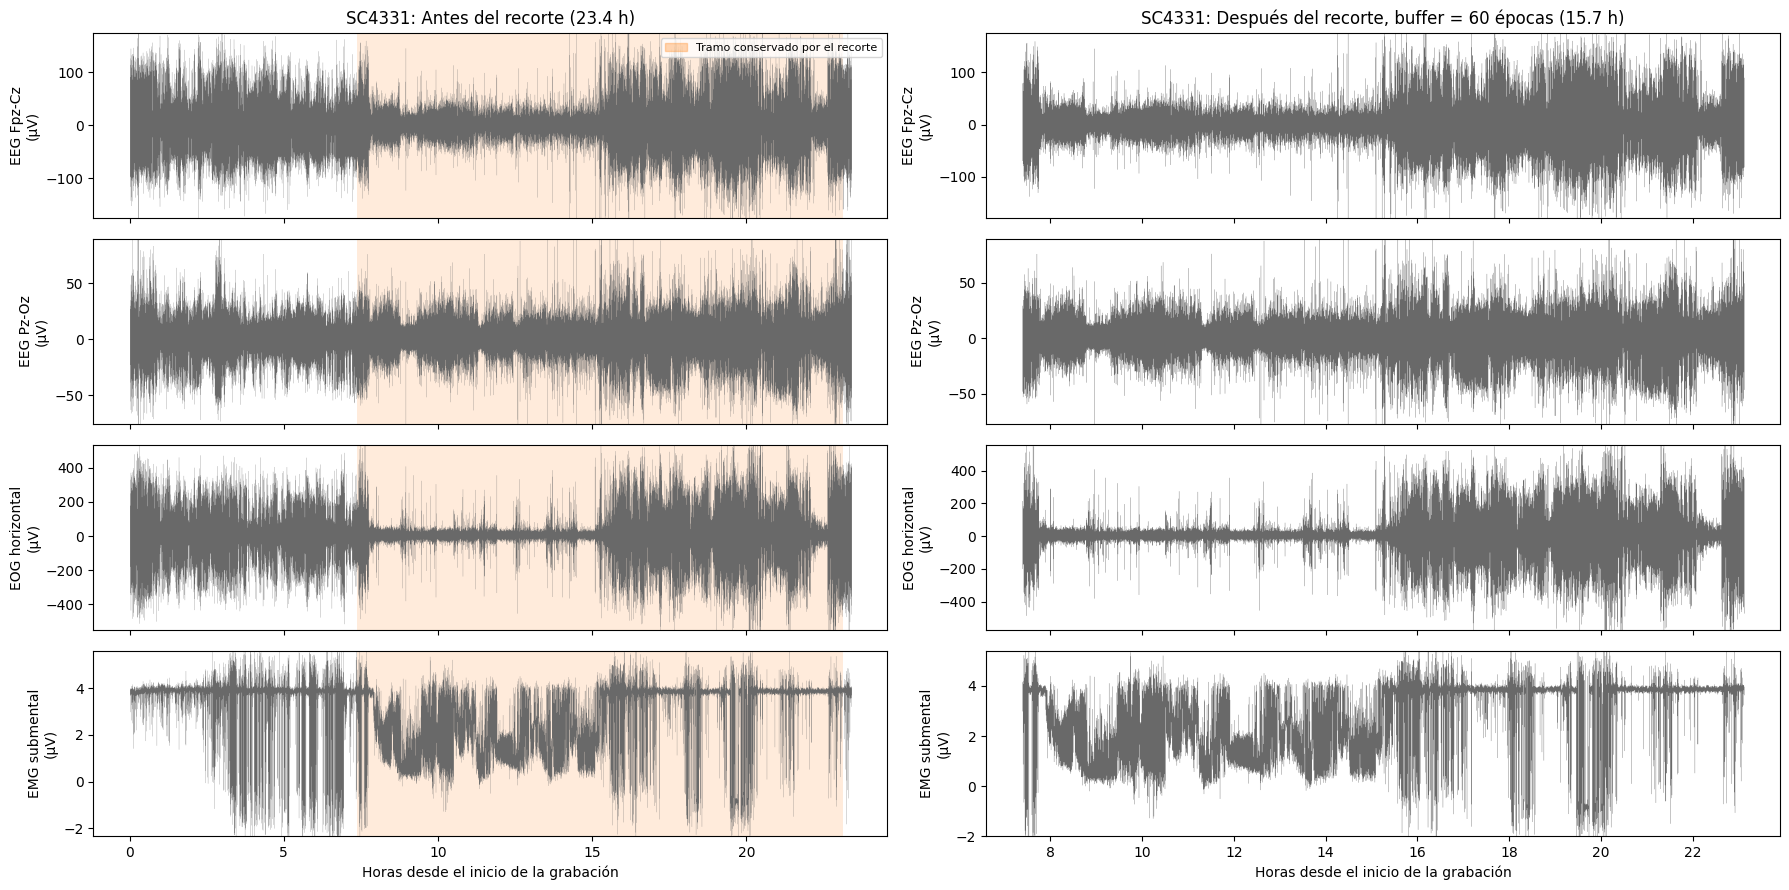 SC4331: Antes del recorte (23.4 h)
Tramo conservado por el recorte
EEG Fpz-Cz
(µV)
100
0
−100
EEG Pz-Oz
(µV)
50
0
−50
EOG horizontal
(µV)
400
200
0
−200
−400
EMG submental
(µV)
4
2
0
−2
0 5 10 15 20
Horas desde el inicio de la grabación
SC4331: Después del recorte, buffer = 60 épocas (15.7 h)
EEG Fpz-Cz
(µV)
100
0
−100
EEG Pz-Oz
(µV)
50
0
−50
EOG horizontal
(µV)
400
200
0
−200
−400
EMG submental
(µV)
4
2
0
−2
8 10 12 14 16 18 20 22
Horas desde el inicio de la grabación